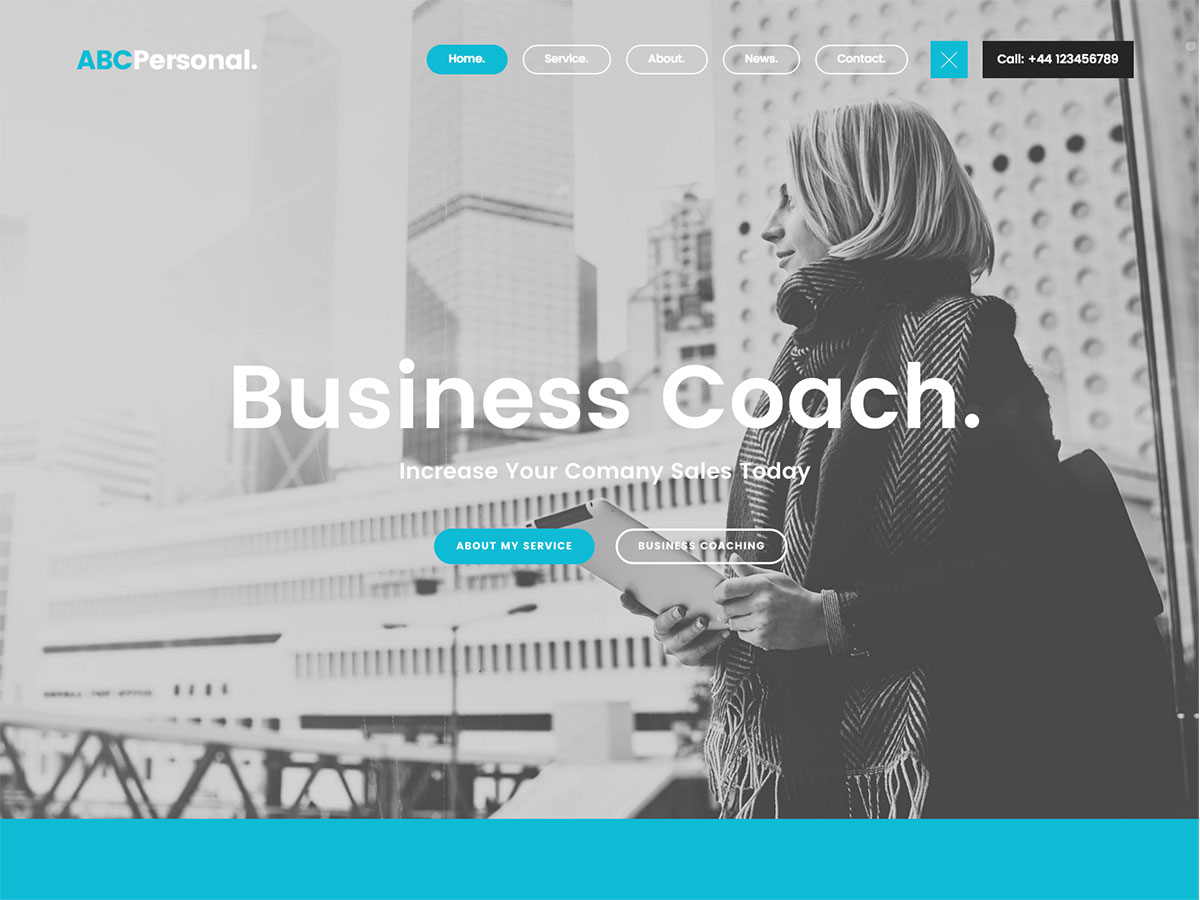 ABCPersonal.
Home. Service. About. News. Contact. Call: +44 123456789
Business Coach.
Increase Your Comany Sales Today
ABOUT MY SERVICE BUSINESS COACHING